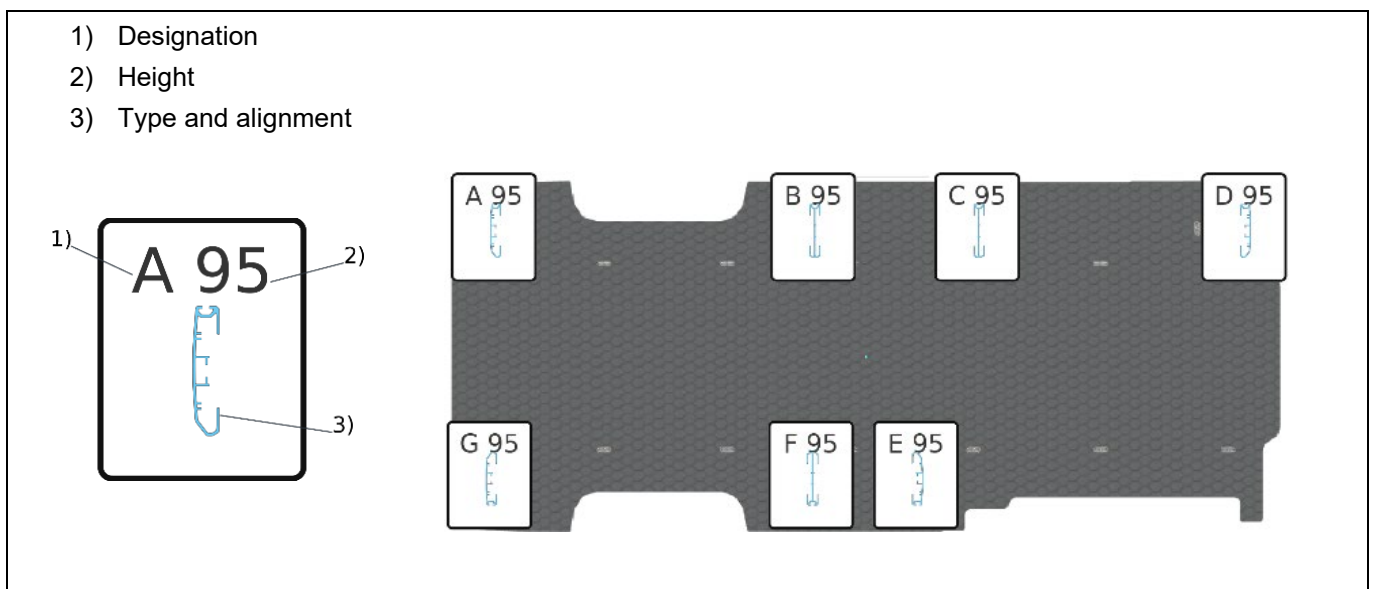 1) Designation
2) Height
3) Type and alignment
1)
A 95
2)
3)
A 95
B 95
C 95
D 95
G 95
F 95
E 95